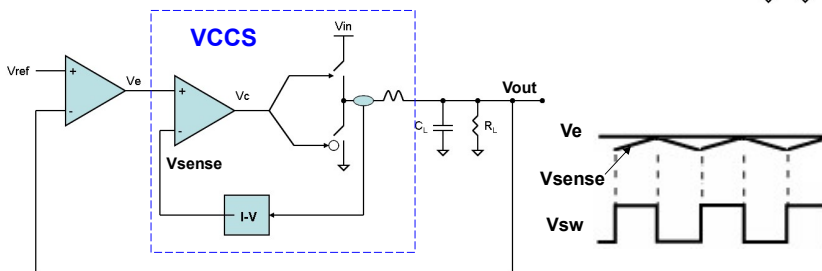 VCCS
Vin
Vref
+
-
Ve
+
-
Vc
Vsense
I-V
Vout
CL
RL
Ve
Vsense
Vsw